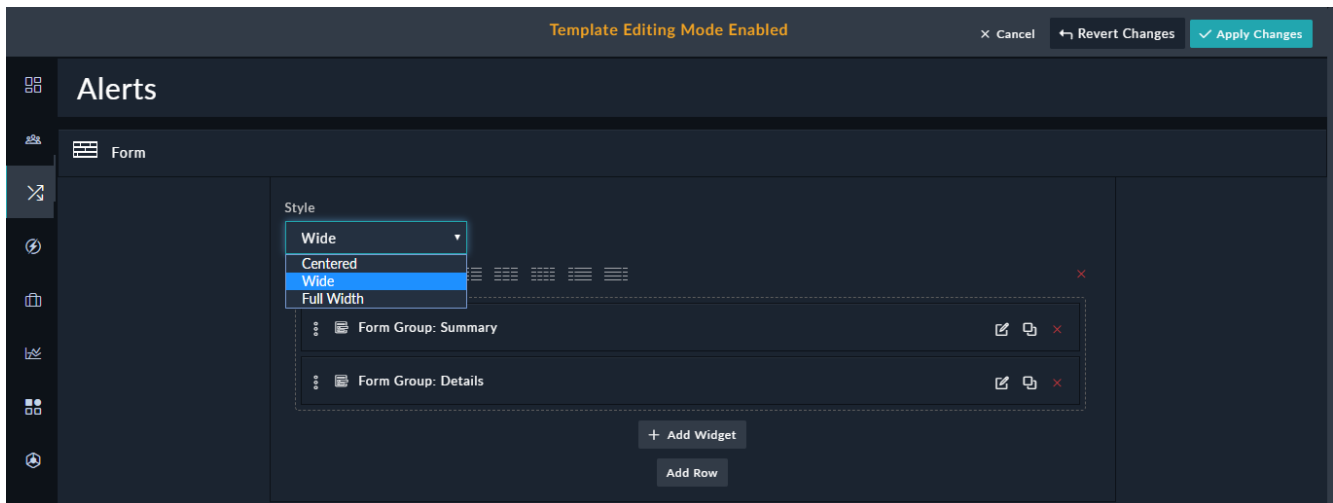 Template Editing Mode Enabled
Cancel
Revert Changes
Apply Changes
Alerts
Form
Style
Wide
Centered
Wide
Full Width
Form Group: Summary
Form Group: Details
+ Add Widget
Add Row